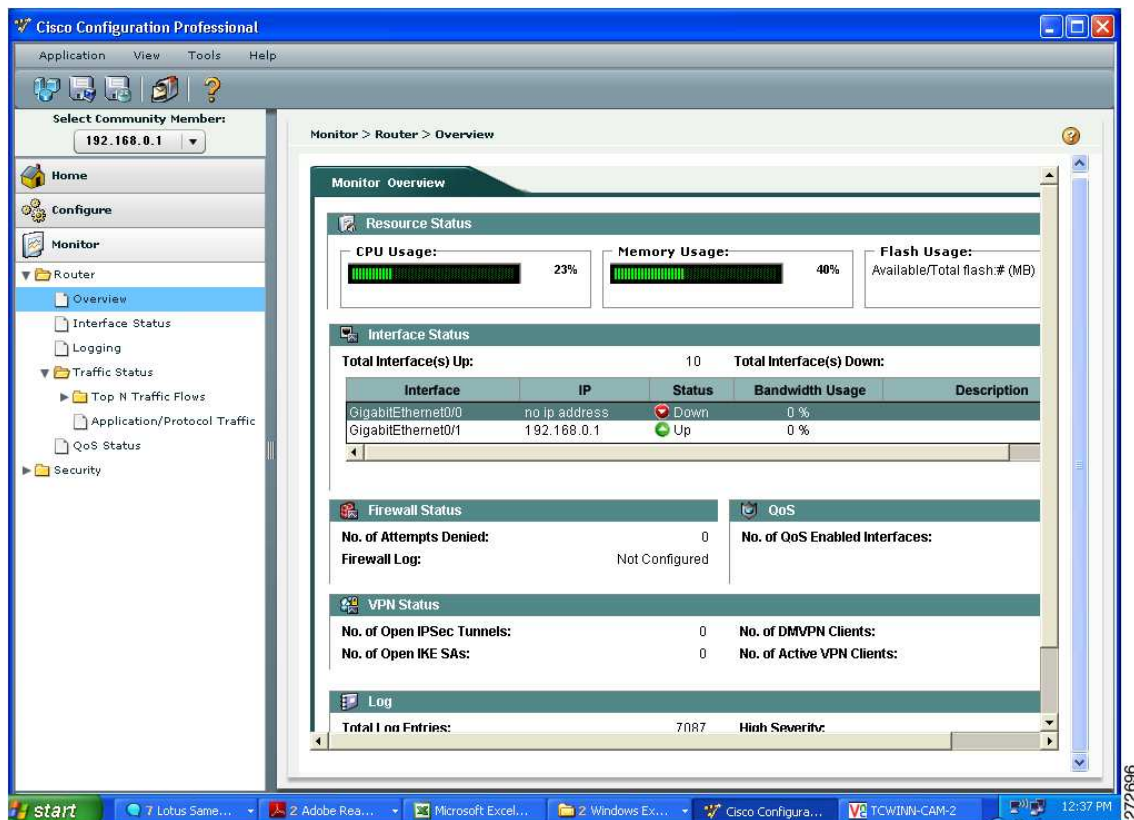 Cisco Configuration Professional
Application View Tools Help
Select Community Member:
192.168.0.1
Home
Configure
Monitor
Router
Overview
Interface Status
Logging
Traffic Status
Top N Traffic Flows
Application/Protocol Traffic
QoS Status
Security
Monitor > Router > Overview
Monitor Overview
Resource Status
CPU Usage:
23%
Memory Usage:
40%
Flash Usage:
Available/Total flash:# (MB)
Interface Status
Total Interface(s) Up: 10 Total Interface(s) Down:
Interface IP Status Bandwidth Usage Description
GigabitEthernet0/0 no ip address Down 0 %
GigabitEthernet0/1 192.168.0.1 Up 0 %
Firewall Status
No. of Attempts Denied: 0
Firewall Log: Not Configured
QoS
No. of QoS Enabled Interfaces:
VPN Status
No. of Open IPSec Tunnels: 0 No. of DMVPN Clients:
No. of Open IKE SAs: 0 No. of Active VPN Clients:
Log
Total Log Entries: 7087 High Severity:
start
7 Lotus Same...
2 Adobe Rea...
Microsoft Excel...
2 Windows Ex...
Cisco Configura...
TCWINN-CAM-2
12:37 PM
272696